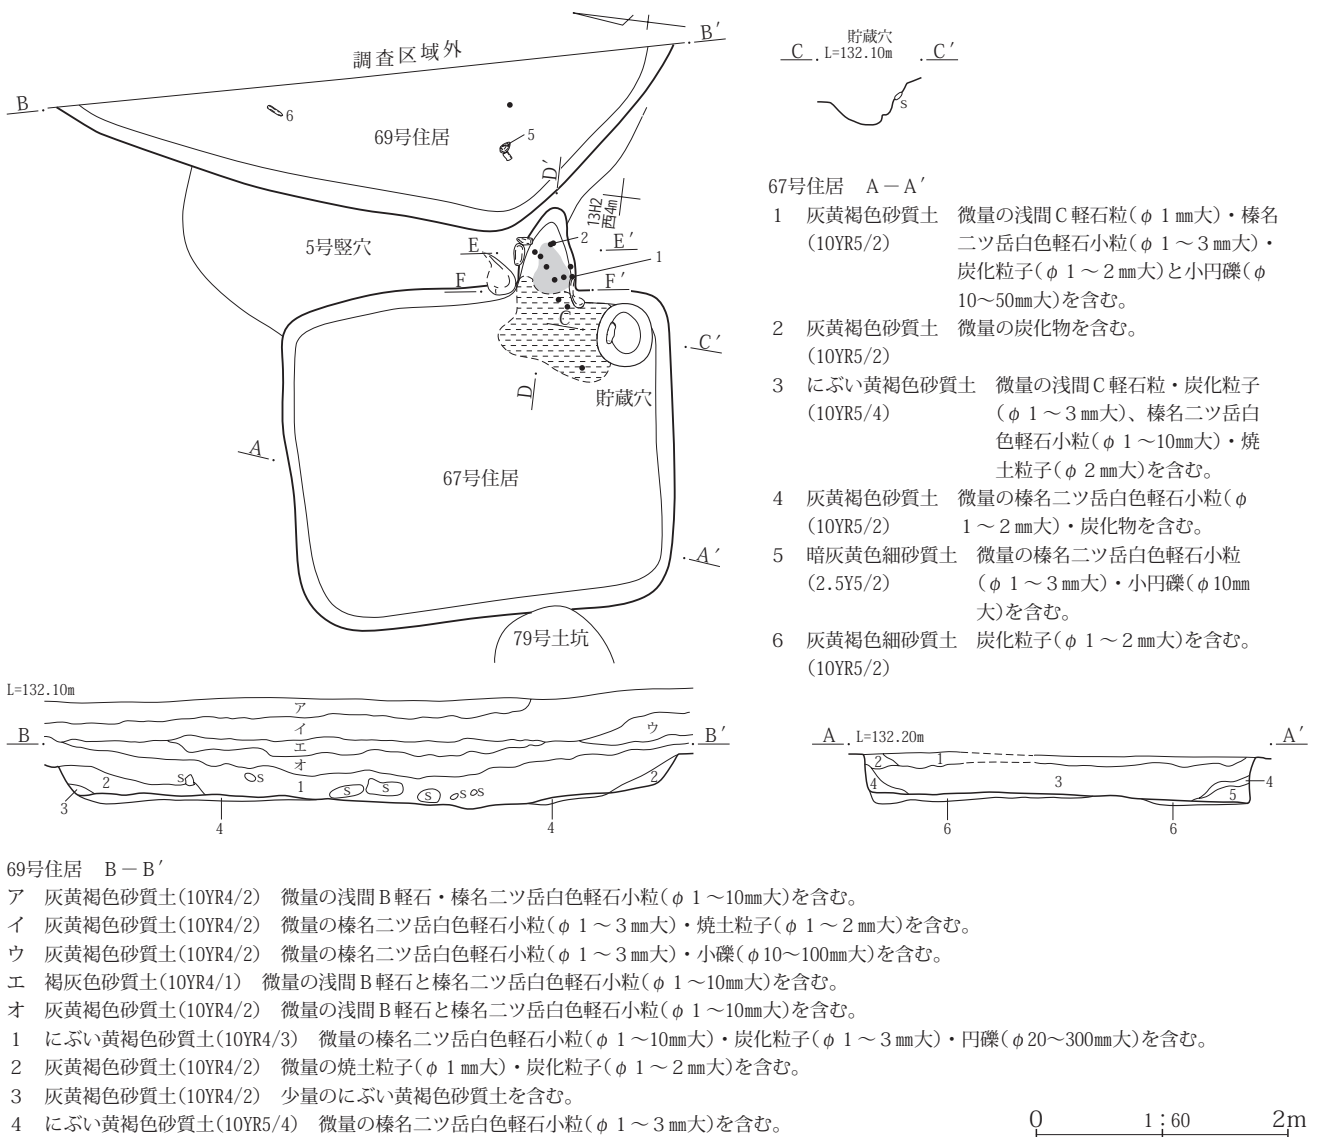 調査区域外
B
B′
6
69号住居
5
D′
13H2
西4m
5号竪穴
E
2
E′
1
F
F′
C
C′
D
貯蔵穴
A
67号住居
A′
79号土坑
貯蔵穴
C L=132.10m C′
S
67号住居 A－A′
1 灰黄褐色砂質土 微量の浅間C軽石粒(φ1㎜大)・榛名
(10YR5/2) 二ツ岳白色軽石小粒(φ1～3㎜大)・
炭化粒子(φ1～2㎜大)と小円礫(φ
10～50㎜大)を含む。
2 灰黄褐色砂質土 微量の炭化物を含む。
(10YR5/2)
3 にぶい黄褐色砂質土 微量の浅間C軽石粒・炭化粒子
(10YR5/4) (φ1～3㎜大)、榛名二ツ岳白
色軽石小粒(φ1～10㎜大)・焼
土粒子(φ2㎜大)を含む。
4 灰黄褐色砂質土 微量の榛名二ツ岳白色軽石小粒(φ
(10YR5/2) 1～2㎜大)・炭化物を含む。
5 暗灰黄色細砂質土 微量の榛名二ツ岳白色軽石小粒
(2.5Y5/2) (φ1～3㎜大)・小円礫(φ10㎜
大)を含む。
6 灰黄褐色細砂質土 炭化粒子(φ1～2㎜大)を含む。
(10YR5/2)
L=132.10m
ア
イ
ウ
B
エ
B′
オ
2
S
S
1
S
S
S
S
S
2
3
4
4
A L=132.20m A′
2
1
4
3
4
5
6
6
69号住居 B－B′
ア 灰黄褐色砂質土(10YR4/2) 微量の浅間B軽石・榛名二ツ岳白色軽石小粒(φ1～10㎜大)を含む。
イ 灰黄褐色砂質土(10YR4/2) 微量の榛名二ツ岳白色軽石小粒(φ1～3㎜大)・焼土粒子(φ1～2㎜大)を含む。
ウ 灰黄褐色砂質土(10YR4/2) 微量の榛名二ツ岳白色軽石小粒(φ1～3㎜大)・小礫(φ10～100㎜大)を含む。
エ 褐灰色砂質土(10YR4/1) 微量の浅間B軽石と榛名二ツ岳白色軽石小粒(φ1～10㎜大)を含む。
オ 灰黄褐色砂質土(10YR4/2) 微量の浅間B軽石と榛名二ツ岳白色軽石小粒(φ1～10㎜大)を含む。
1 にぶい黄褐色砂質土(10YR4/3) 微量の榛名二ツ岳白色軽石小粒(φ1～10㎜大)・炭化粒子(φ1～3㎜大)・円礫(φ20～300㎜大)を含む。
2 灰黄褐色砂質土(10YR4/2) 微量の焼土粒子(φ1㎜大)・炭化粒子(φ1～2㎜大)を含む。
3 灰黄褐色砂質土(10YR4/2) 少量のにぶい黄褐色砂質土を含む。
4 にぶい黄褐色砂質土(10YR5/4) 微量の榛名二ツ岳白色軽石小粒(φ1～3㎜大)を含む。
0 1:60 2m